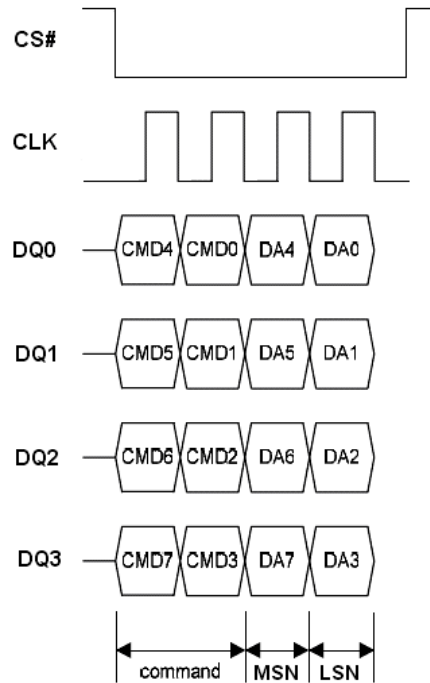 CS#
CLK
DQ0 CMD4 CMD0 DA4 DA0
DQ1 CMD5 CMD1 DA5 DA1
DQ2 CMD6 CMD2 DA6 DA2
DQ3 CMD7 CMD3 DA7 DA3
command MSN LSN